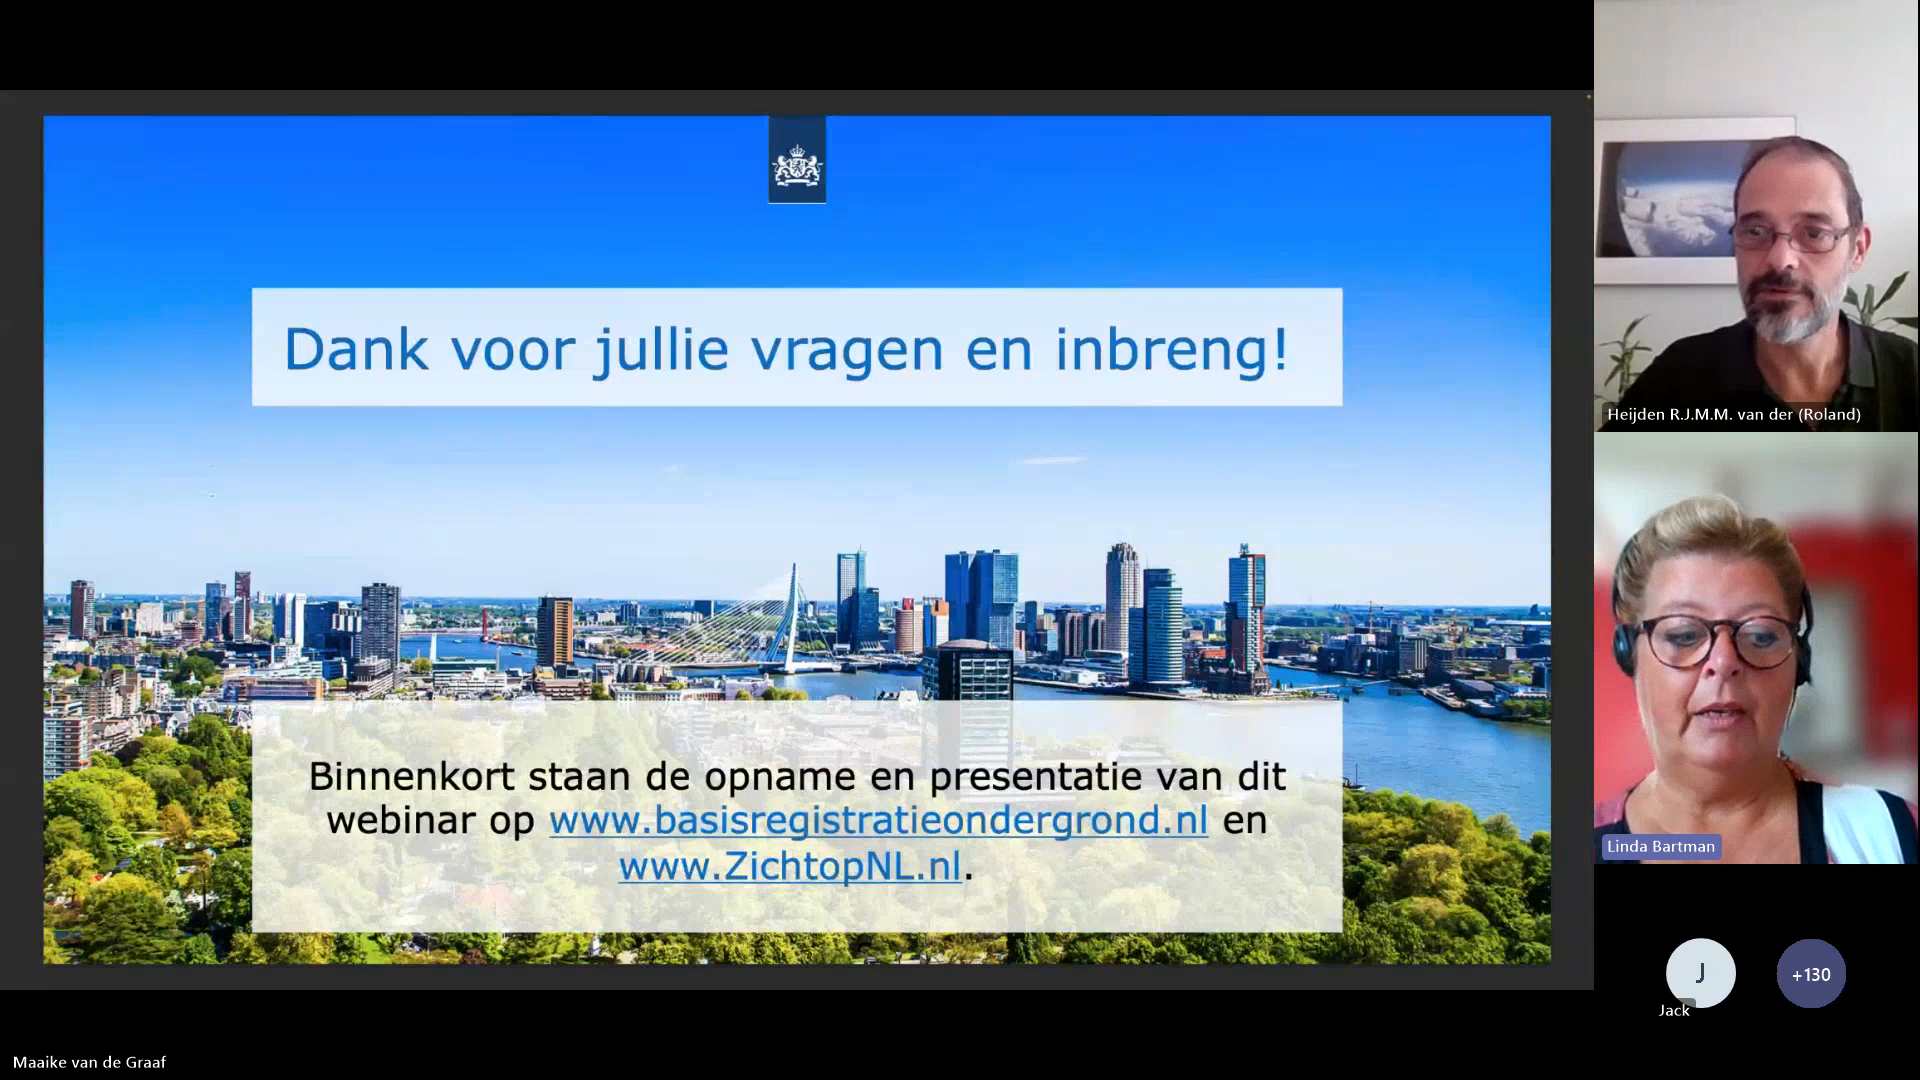 Dank voor jullie vragen en inbreng!
Binnenkort staan de opname en presentatie van dit
webinar op www.basisregistratieondergrond.nl en
www.ZichtopNL.nl.
Heijden R.J.M.M. van der (Roland)
Linda Bartman
J
+130
Jack
Maaike van de Graaf